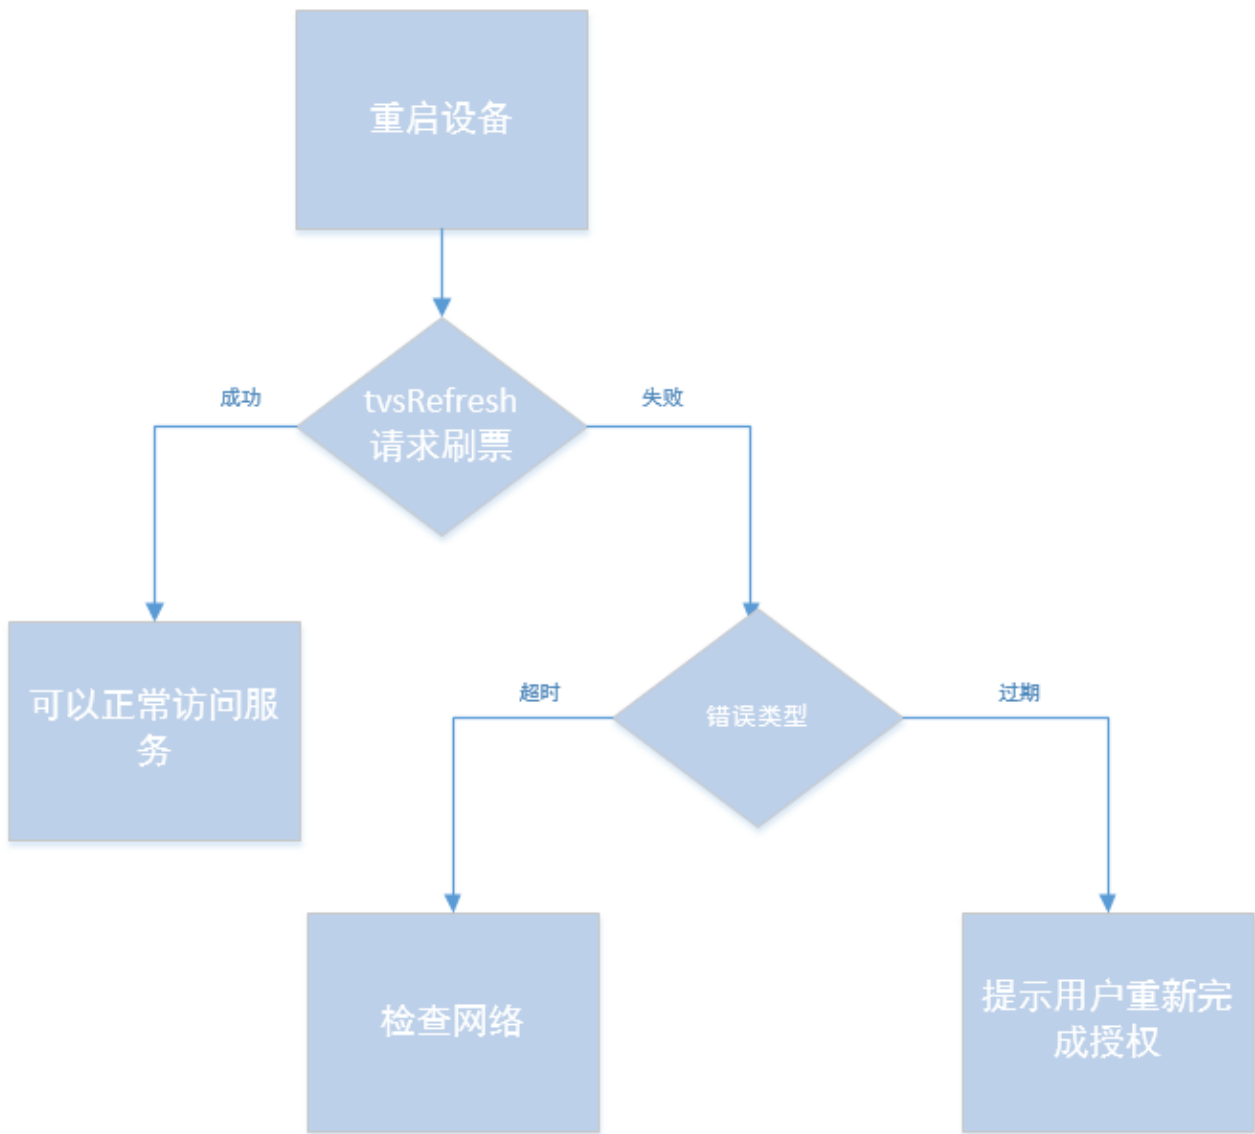 重启设备
tvsRefresh
请求刷票
成功
失败
可以正常访问服
务
错误类型
超时
过期
检查网络
提示用户重新完
成授权